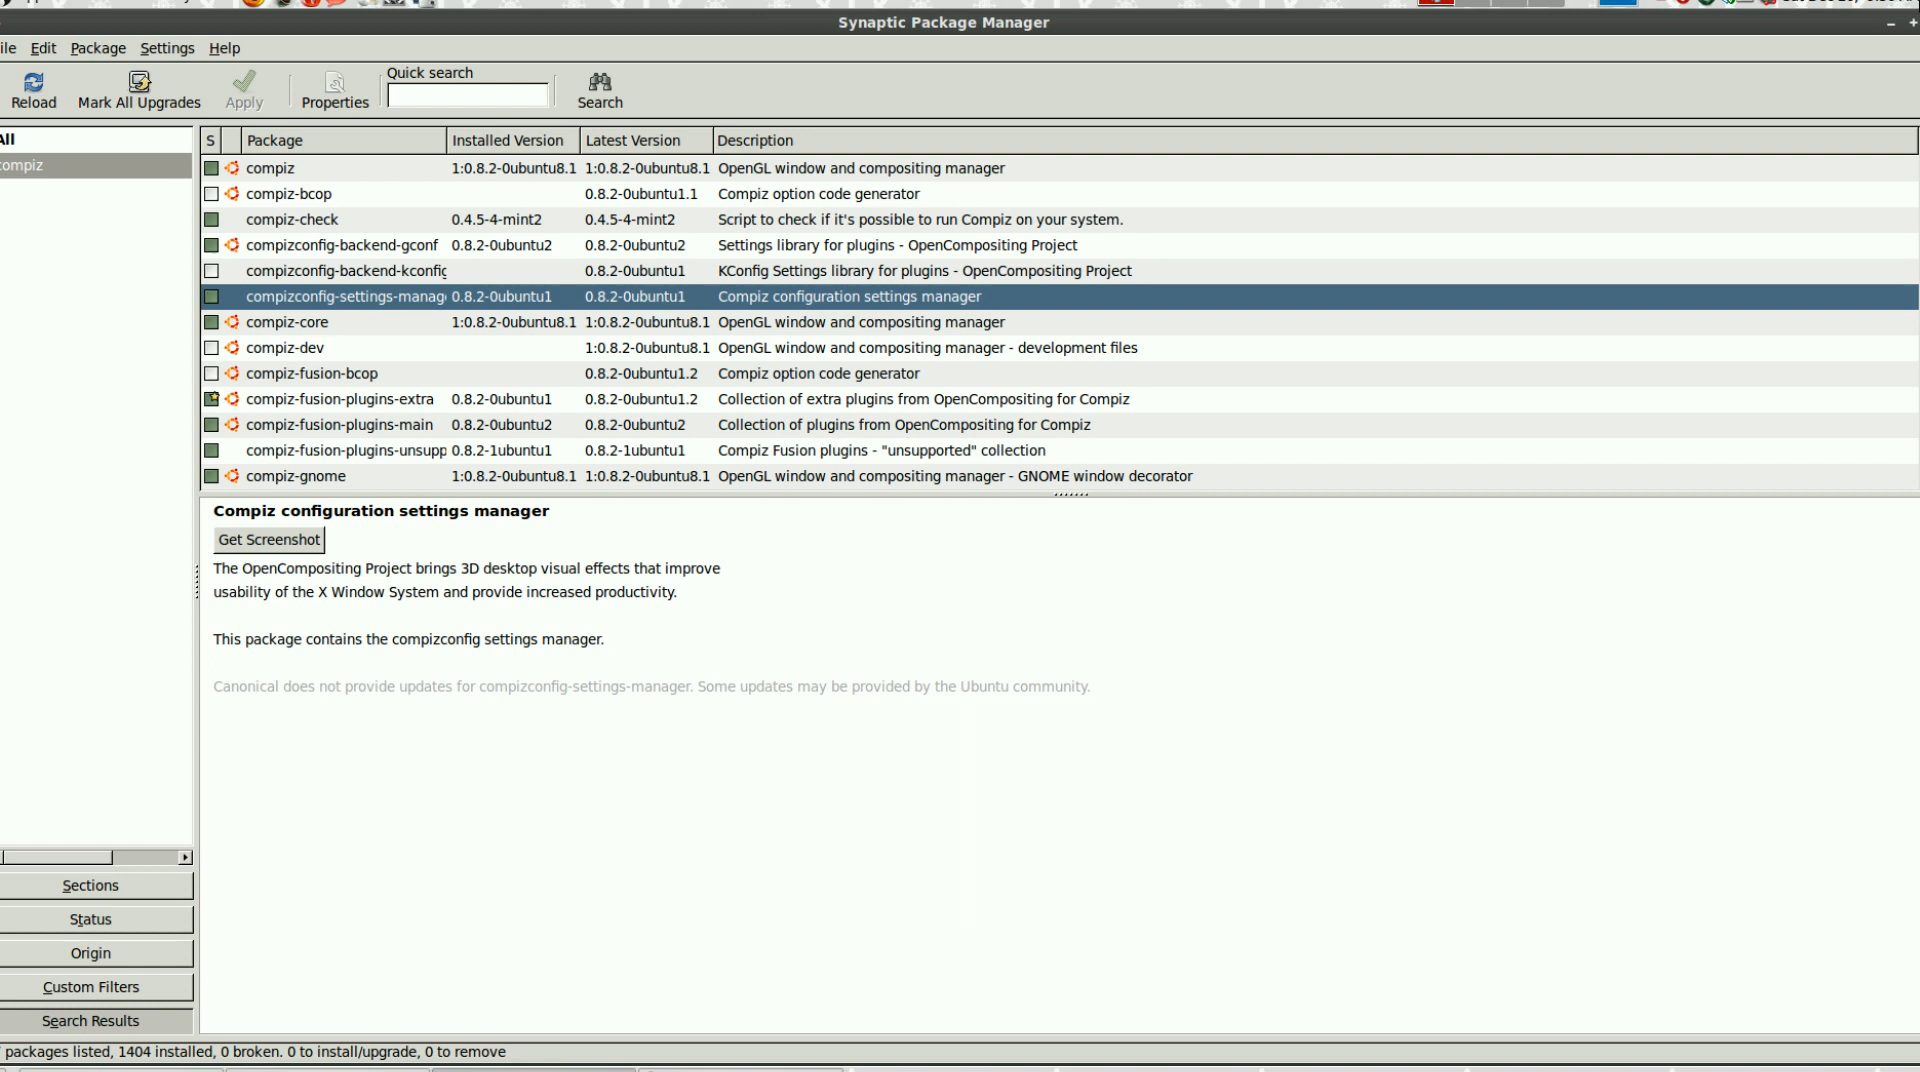 Synaptic Package Manager
ile Edit Package Settings Help
Reload Mark All Upgrades Apply Properties Quick search Search
All
compiz
S Package Installed Version Latest Version Description
compiz 1:0.8.2-0ubuntu8.1 1:0.8.2-0ubuntu8.1 OpenGL window and compositing manager
compiz-bcop 0.8.2-0ubuntu1.1 Compiz option code generator
compiz-check 0.4.5-4-mint2 0.4.5-4-mint2 Script to check if it's possible to run Compiz on your system.
compizconfig-backend-gconf 0.8.2-0ubuntu2 0.8.2-0ubuntu2 Settings library for plugins - OpenCompositing Project
compizconfig-backend-kconfig 0.8.2-0ubuntu1 KConfig Settings library for plugins - OpenCompositing Project
compizconfig-settings-manag 0.8.2-0ubuntu1 0.8.2-0ubuntu1 Compiz configuration settings manager
compiz-core 1:0.8.2-0ubuntu8.1 1:0.8.2-0ubuntu8.1 OpenGL window and compositing manager
compiz-dev 1:0.8.2-0ubuntu8.1 OpenGL window and compositing manager - development files
compiz-fusion-bcop 0.8.2-0ubuntu1.2 Compiz option code generator
compiz-fusion-plugins-extra 0.8.2-0ubuntu1 0.8.2-0ubuntu1.2 Collection of extra plugins from OpenCompositing for Compiz
compiz-fusion-plugins-main 0.8.2-0ubuntu2 0.8.2-0ubuntu2 Collection of plugins from OpenCompositing for Compiz
compiz-fusion-plugins-unsupp 0.8.2-1ubuntu1 0.8.2-1ubuntu1 Compiz Fusion plugins - "unsupported" collection
compiz-gnome 1:0.8.2-0ubuntu8.1 1:0.8.2-0ubuntu8.1 OpenGL window and compositing manager - GNOME window decorator
Compiz configuration settings manager
Get Screenshot
The OpenCompositing Project brings 3D desktop visual effects that improve
usability of the X Window System and provide increased productivity.
This package contains the compizconfig settings manager.
Canonical does not provide updates for compizconfig-settings-manager. Some updates may be provided by the Ubuntu community.
Sections
Status
Origin
Custom Filters
Search Results
packages listed, 1404 installed, 0 broken. 0 to install/upgrade, 0 to remove